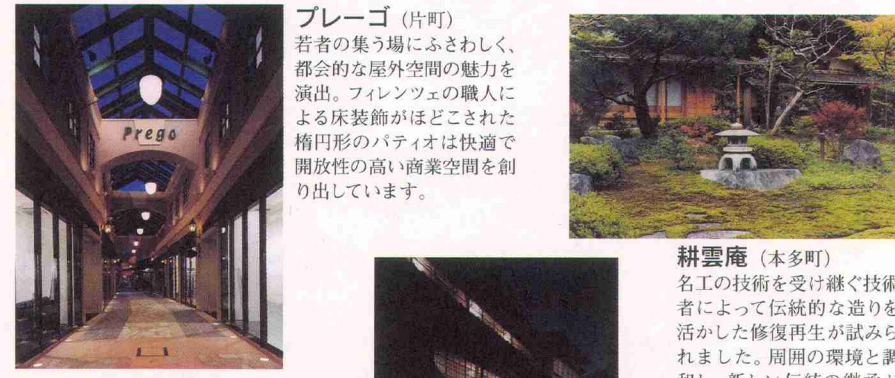 プレーゴ（片町）
若者の集う場にふさわしく、
都会的な屋外空間の魅力を
演出。フィレンツェの職人に
よる床装飾がほどこされた
楕円形のパティオは快適で
開放性の高い商業空間を創
り出しています。
Prego
耕雲庵（本多町）
名工の技術を受け継ぐ技術
者によって伝統的な造りを
活かした修復再生が試みら
れました。周囲の環境と調
和し、新しい伝統の継承